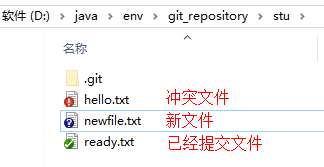 软件 (D:) > java > env > git_repository > stu >
名称
.git
hello.txt 冲突文件
newfile.txt 新文件
ready.txt 已经提交文件